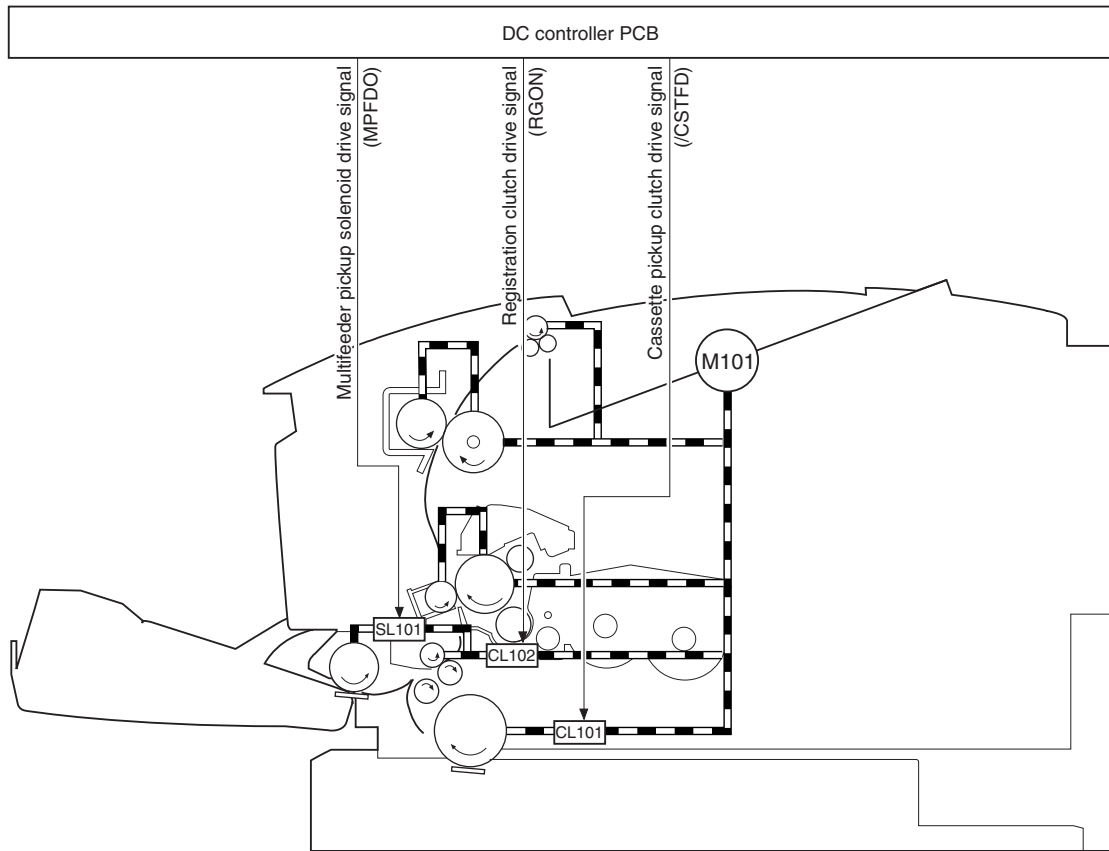 DC controller PCB
Multifeeder pickup solenoid drive signal
(MPFDO)
Registration clutch drive signal
(RGON)
Cassette pickup clutch drive signal
(/CSTFD)
M101
SL101
CL102
CL101